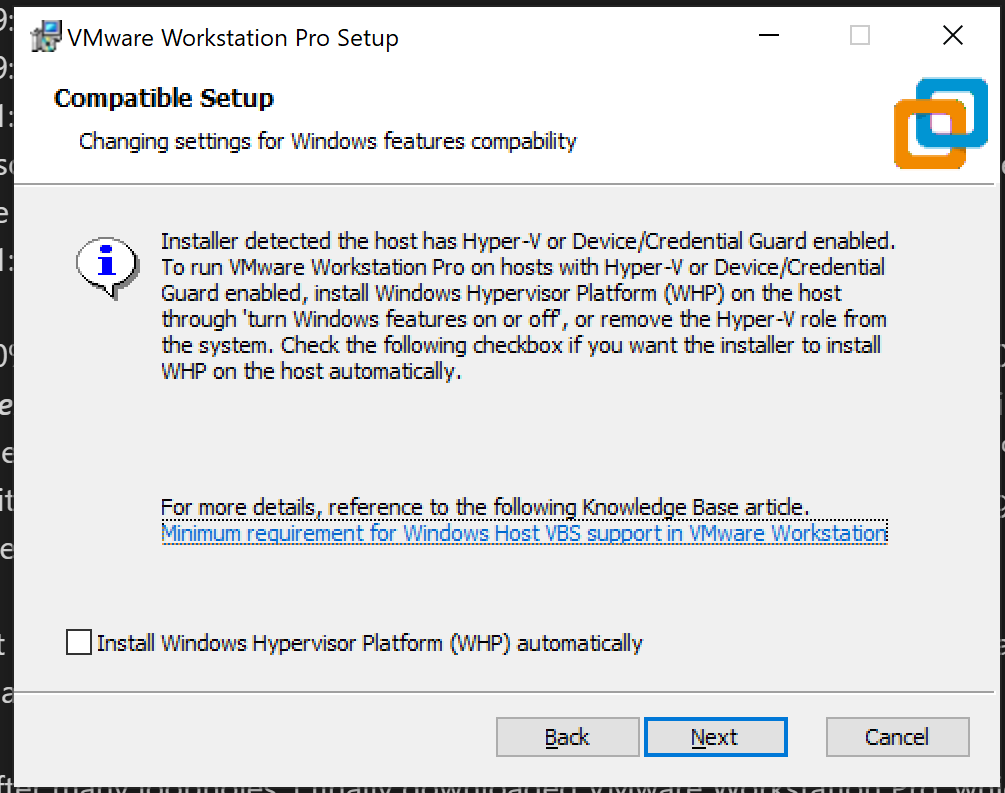 VMware Workstation Pro Setup
Compatible Setup
Changing settings for Windows features compability
Installer detected the host has Hyper-V or Device/Credential Guard enabled.
To run VMware Workstation Pro on hosts with Hyper-V or Device/Credential
Guard enabled, install Windows Hypervisor Platform (WHP) on the host
through 'turn Windows features on or off', or remove the Hyper-V role from
the system. Check the following checkbox if you want the installer to install
WHP on the host automatically.
For more details, reference to the following Knowledge Base article.
Minimum requirement for Windows Host VBS support in VMware Workstation
Install Windows Hypervisor Platform (WHP) automatically
Back
Next
Cancel